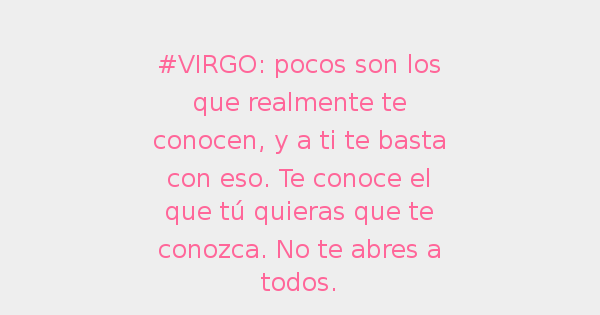 #VIRGO: pocos son los
que realmente te
conocen, y a ti te basta
con eso. Te conoce el
que tú quieras que te
conozca. No te abres a
todos.